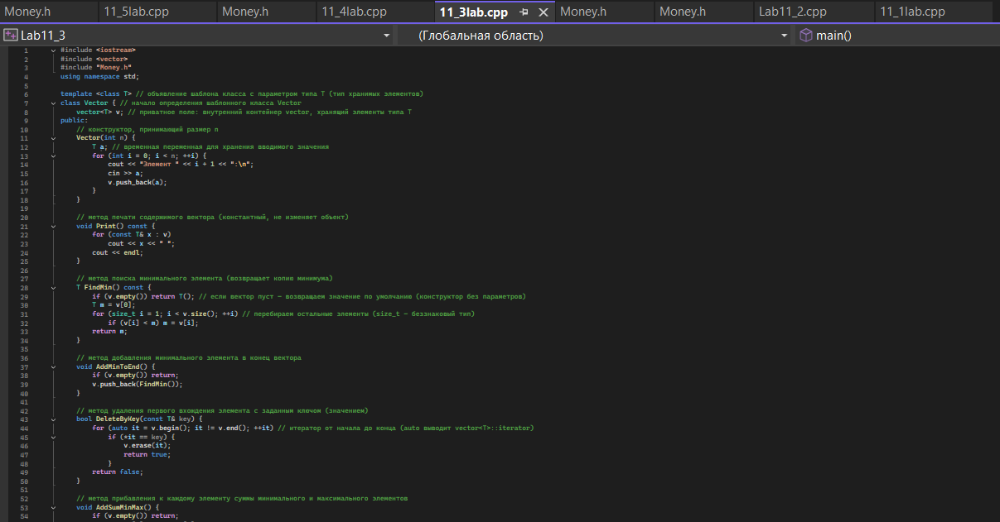 Money.h 11_5lab.cpp Money.h 11_4lab.cpp 11_3lab.cpp Money.h Money.h Lab11_2.cpp 11_1lab.cpp
Lab11_3 (Глобальная область) main()
1 #include <iostream>
2 #include <vector>
3 #include "Money.h"
4 using namespace std;
5
6 template <class T> // объявление шаблона класса с параметром типа T (тип хранимых элементов)
7 class Vector { // начало определения шаблонного класса Vector
8 vector<T> v; // приватное поле: внутренний контейнер vector, хранящий элементы типа T
9 public:
10 // конструктор, принимающий размер n
11 Vector(int n) {
12 T a; // временная переменная для хранения вводимого значения
13 for (int i = 0; i < n; ++i) {
14 cout << "Элемент " << i + 1 << ":\n";
15 cin >> a;
16 v.push_back(a);
17 }
18 }
19
20 // метод печати содержимого вектора (константный, не изменяет объект)
21 void Print() const {
22 for (const T& x : v)
23 cout << x << " ";
24 cout << endl;
25 }
26
27 // метод поиска минимального элемента (возвращает копию минимума)
28 T FindMin() const {
29 if (v.empty()) return T(); // если вектор пуст – возвращаем значение по умолчанию (конструктор без параметров)
30 T m = v[0];
31 for (size_t i = 1; i < v.size(); ++i) // перебираем остальные элементы (size_t – беззнаковый тип)
32 if (v[i] < m) m = v[i];
33 return m;
34 }
35
36 // метод добавления минимального элемента в конец вектора
37 void AddMinToEnd() {
38 if (v.empty()) return;
39 v.push_back(FindMin());
40 }
41
42 // метод удаления первого вхождения элемента с заданным ключом (значением)
43 bool DeleteByKey(const T& key) {
44 for (auto it = v.begin(); it != v.end(); ++it) // итератор от начала до конца (auto выводит vector<T>::iterator)
45 if (*it == key) {
46 v.erase(it);
47 return true;
48 }
49 return false;
50 }
51
52 // метод прибавления к каждому элементу суммы минимального и максимального элементов
53 void AddSumMinMax() {
54 if (v.empty()) return;